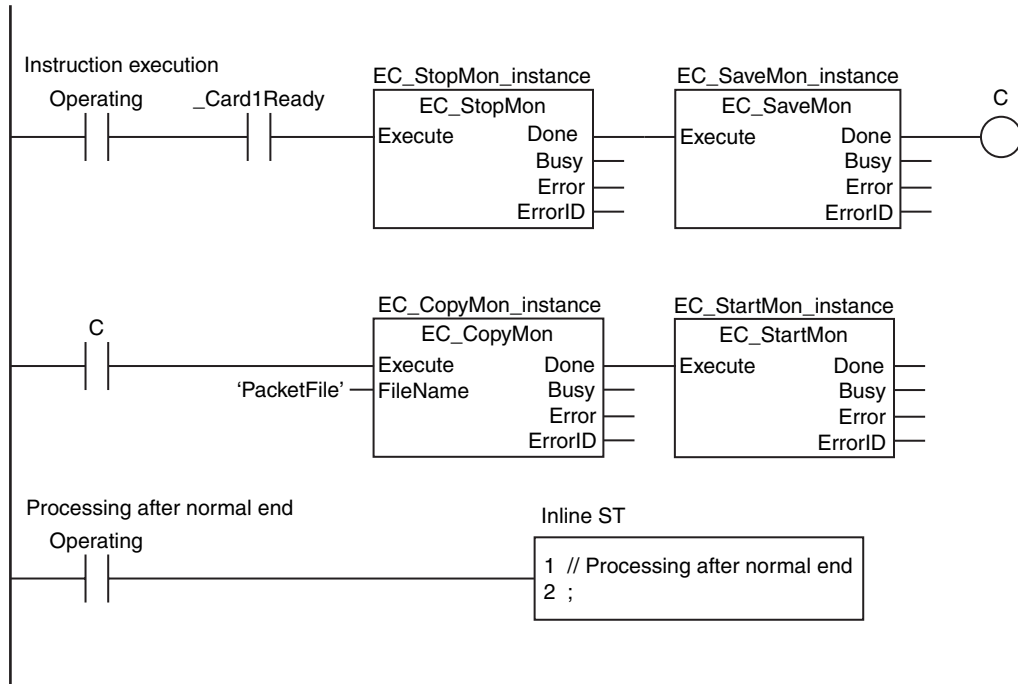 Instruction execution
Operating
_Card1Ready
EC_StopMon_instance
EC_StopMon
Execute
Done
Busy
Error
ErrorID
EC_SaveMon_instance
EC_SaveMon
Execute
Done
Busy
Error
ErrorID
C
C
EC_CopyMon_instance
EC_CopyMon
Execute
Done
‘PacketFile’
FileName
Busy
Error
ErrorID
EC_StartMon_instance
EC_StartMon
Execute
Done
Busy
Error
ErrorID
Processing after normal end
Operating
Inline ST
1 // Processing after normal end
2 ;